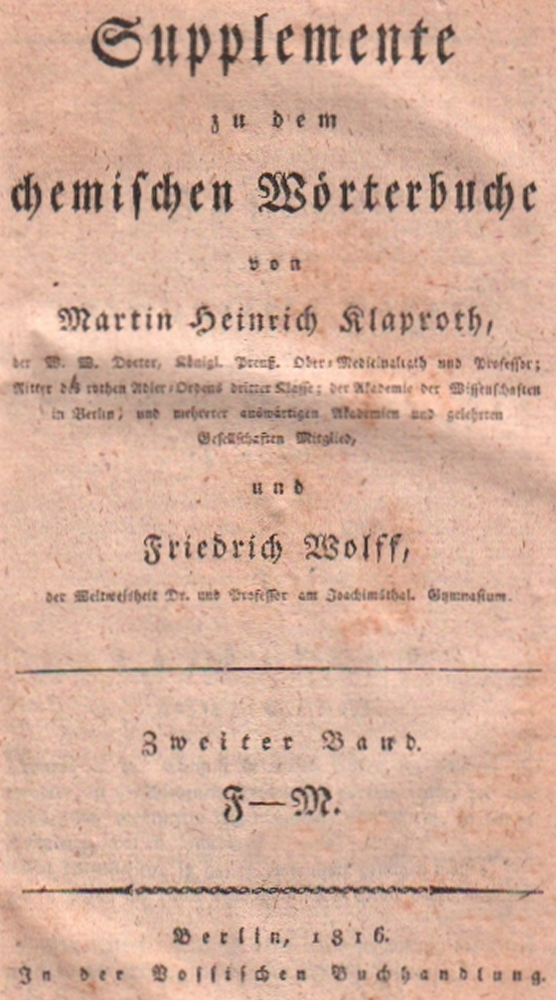 Supplemente
zu dem
chemischen Wörterbuche
von
Martin Heinrich Klaproth,
der W. W. Doctor, Königl. Preuß. Ober-Medicinalrath und Professor;
Ritter des rothen Adler-Ordens dritter Klasse; der Akademie der Wissenschaften
in Berlin, und mehrerer auswärtigen Akademien und gelehrten
Gesellschaften Mitglied,
und
Friedrich Wolff,
der Weltweisheit Dr. und Professor am Joachimsthal. Gymnasium.
Zweiter Band.
F—M.
Berlin, 1816.
In der Vossischen Buchhandlung.